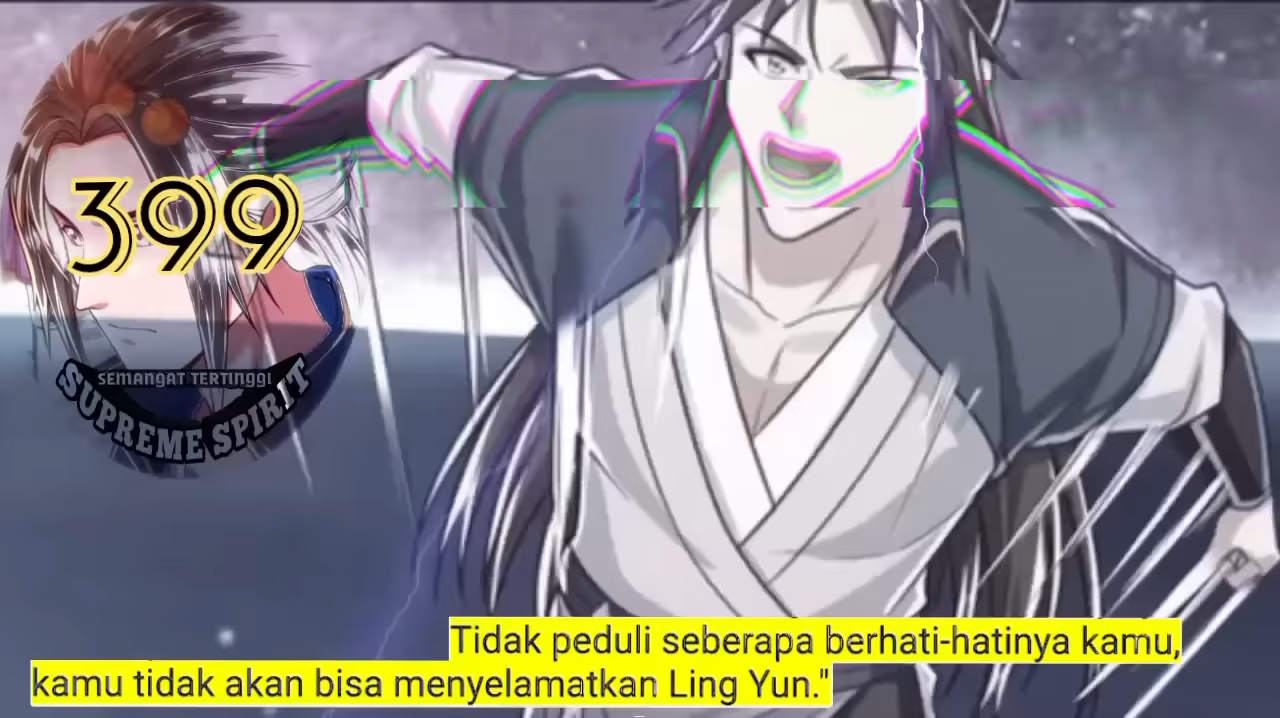 399
SEMANGAT TERTINGGI
SUPREME SPIRIT
Tidak peduli seberapa berhati-hatinya kamu,
kamu tidak akan bisa menyelamatkan Ling Yun."